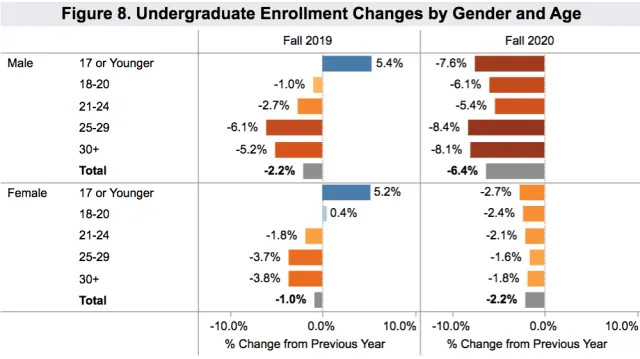 Figure 8. Undergraduate Enrollment Changes by Gender and Age
Fall 2019 Fall 2020
Male 17 or Younger 5.4% -7.6%
18-20 -1.0% -6.1%
21-24 -2.7% -5.4%
25-29 -6.1% -8.4%
30+ -5.2% -8.1%
Total -2.2% -6.4%
Female 17 or Younger 5.2% -2.7%
18-20 0.4% -2.4%
21-24 -1.8% -2.1%
25-29 -3.7% -1.6%
30+ -3.8% -1.8%
Total -1.0% -2.2%
-10.0% 0.0% 10.0% -10.0% 0.0% 10.0%
% Change from Previous Year % Change from Previous Year